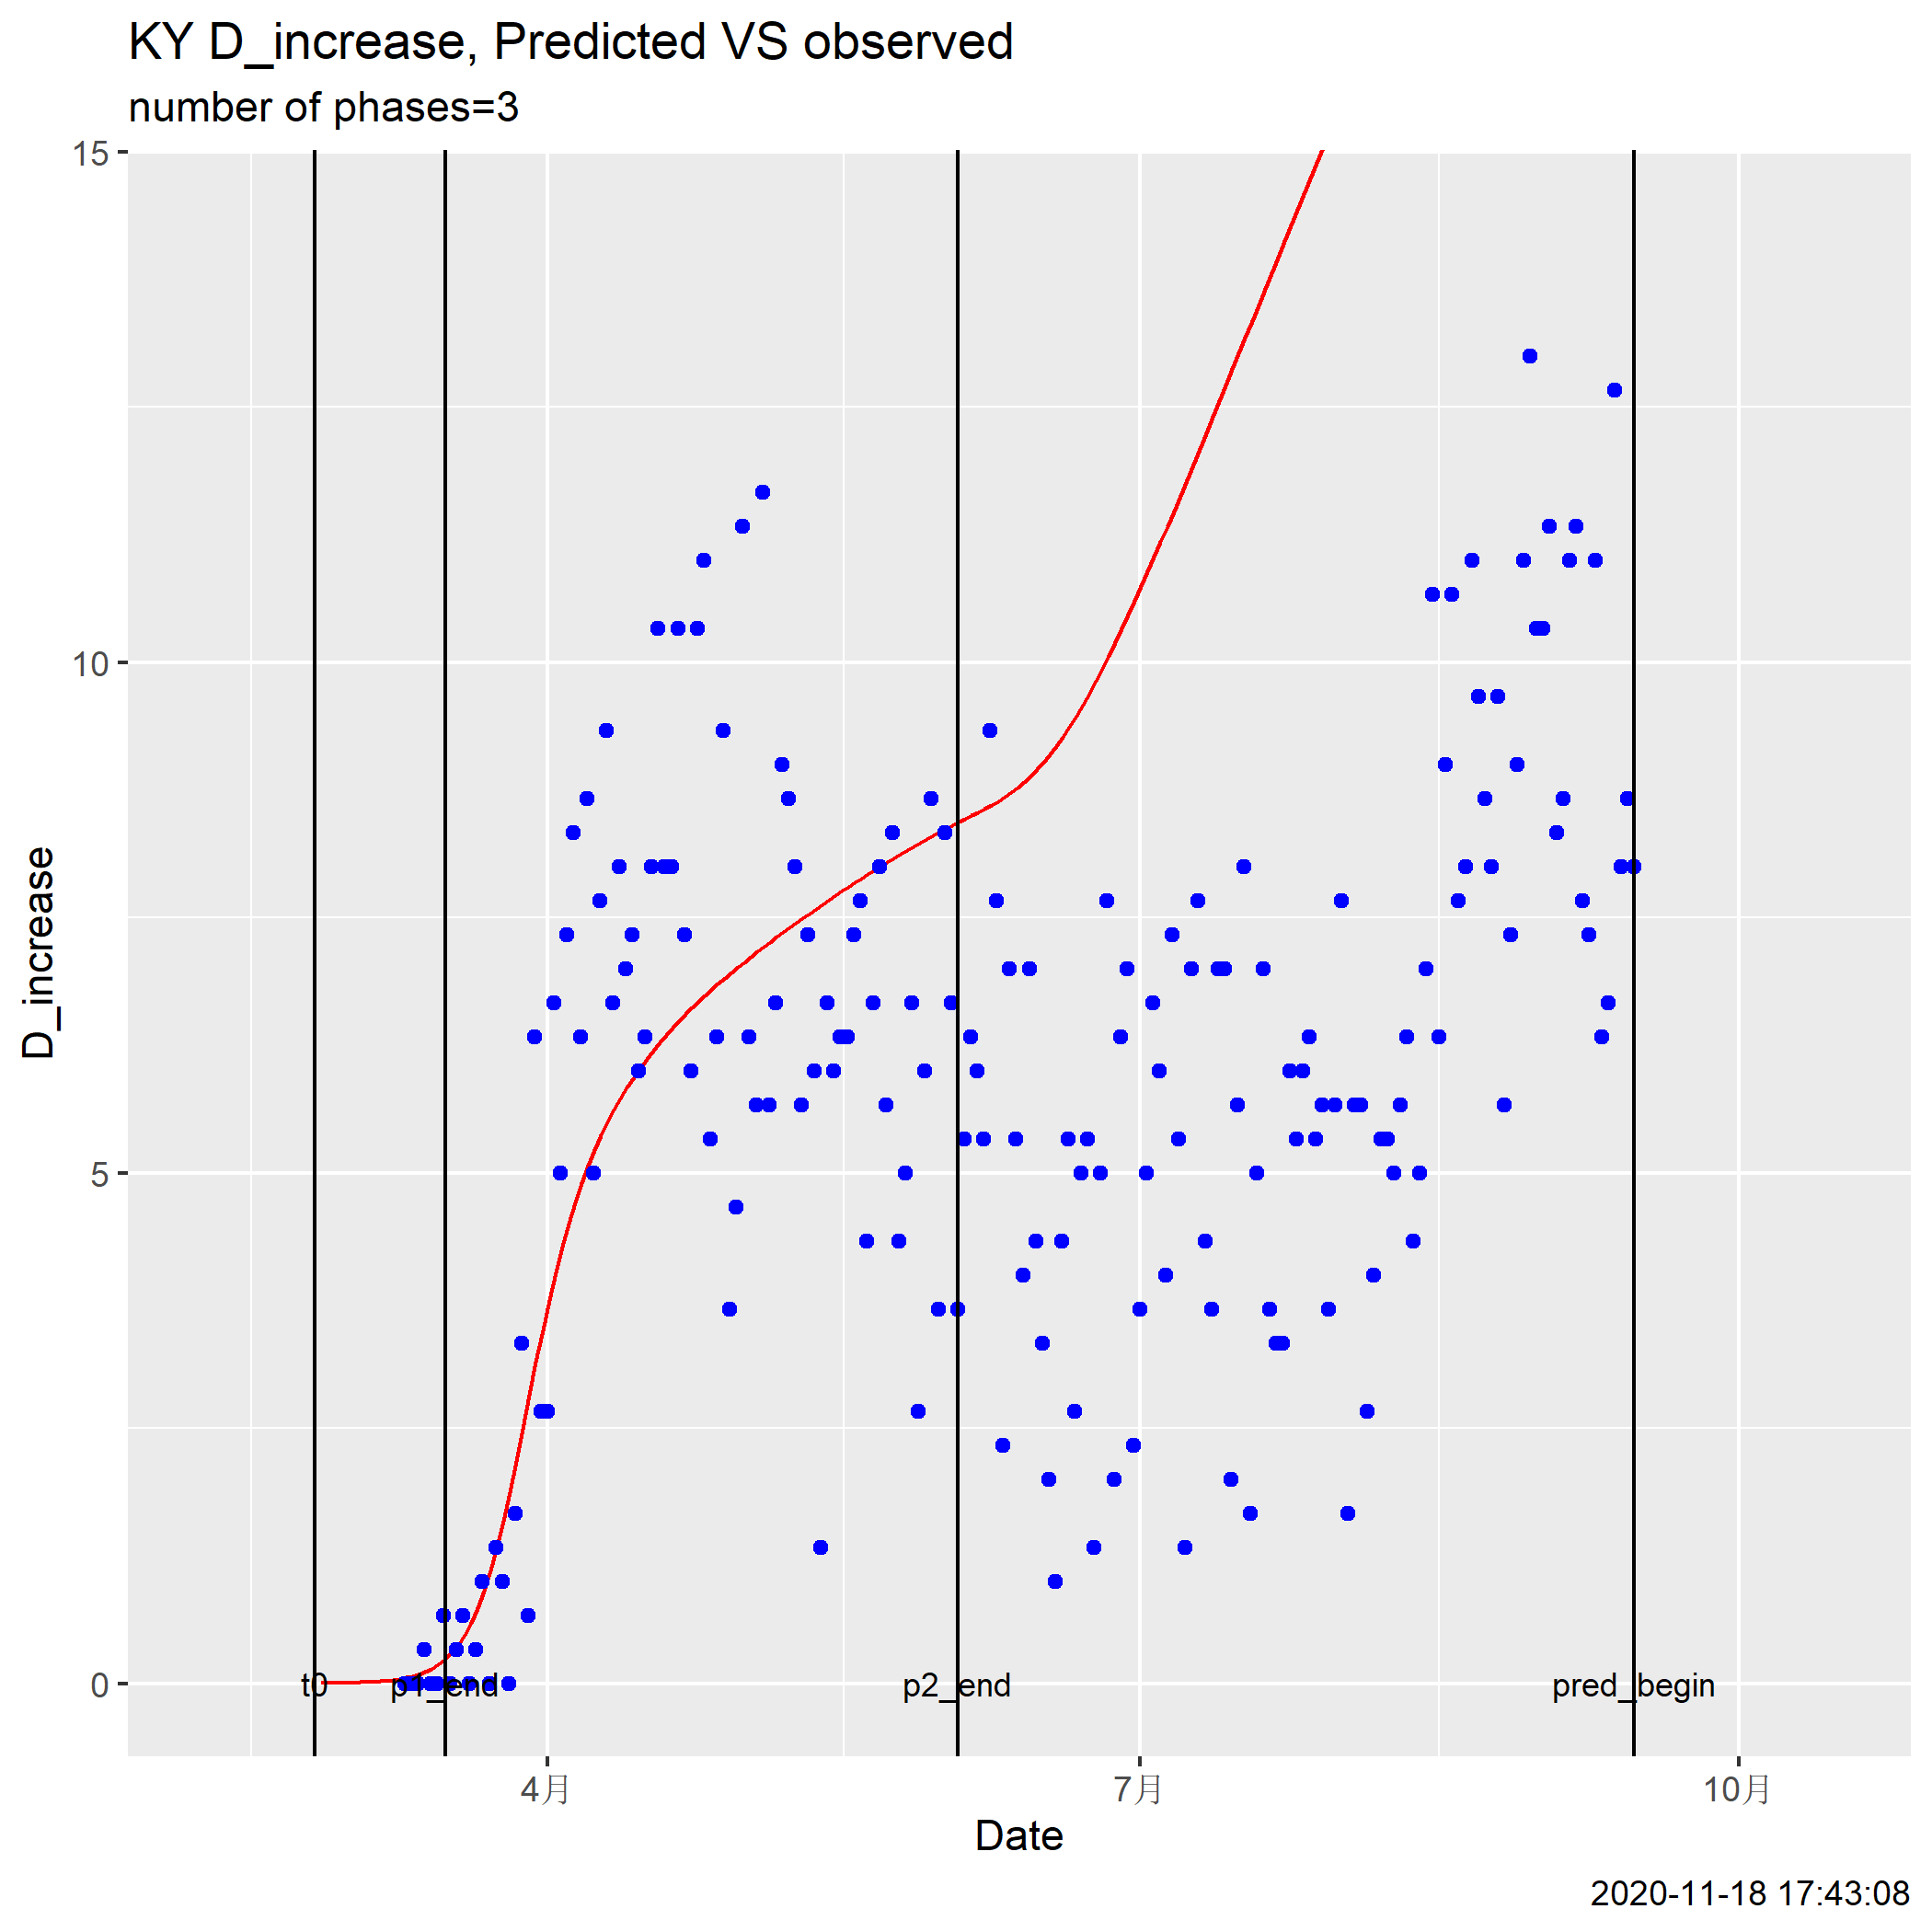 KY D_increase, Predicted VS observed
number of phases=3
15
10
5
0
D_increase
t0
p1_end
p2_end
pred_begin
4月
7月
10月
Date
2020-11-18 17:43:08